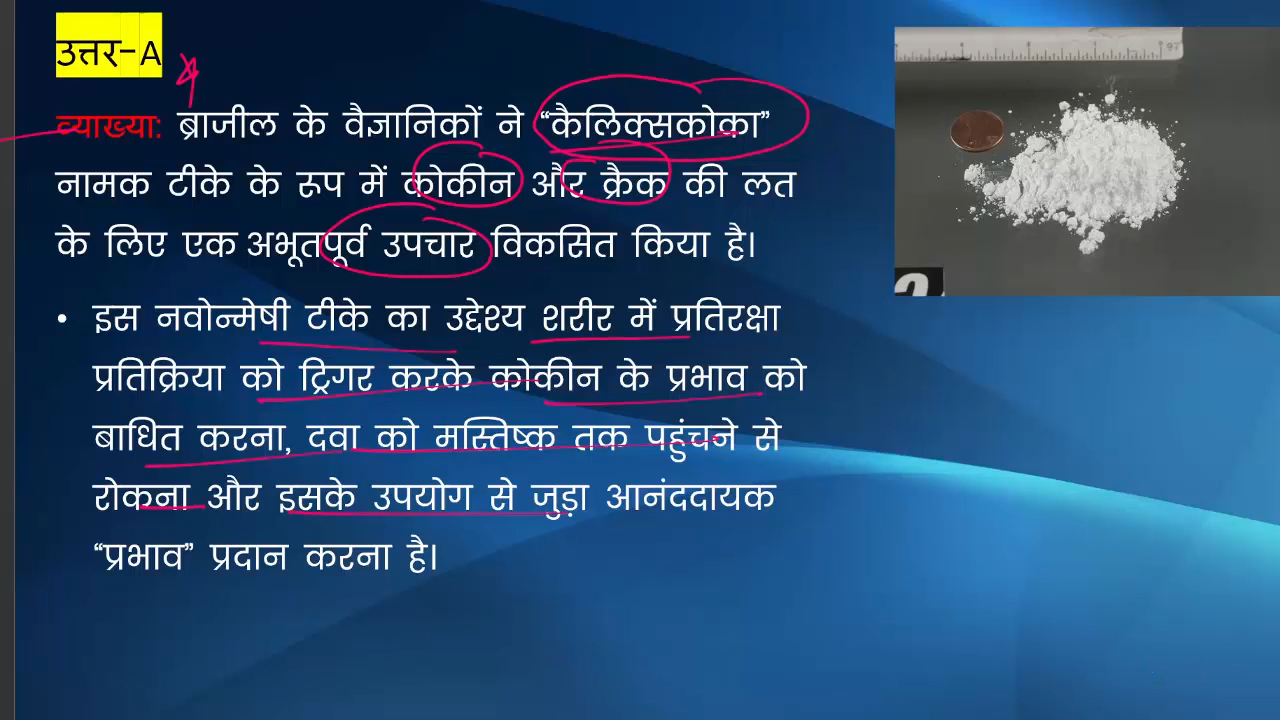 उत्तर-A
व्याख्या: ब्राजील के वैज्ञानिकों ने “कैलिक्सकोका”
नामक टीके के रूप में कोकीन और क्रैक की लत
के लिए एक अभूतपूर्व उपचार विकसित किया है।
• इस नवोन्मेषी टीके का उद्देश्य शरीर में प्रतिरक्षा
प्रतिक्रिया को ट्रिगर करके कोकीन के प्रभाव को
बाधित करना, दवा को मस्तिष्क तक पहुंचने से
रोकना और इसके उपयोग से जुड़ा आनंददायक
“प्रभाव” प्रदान करना है।